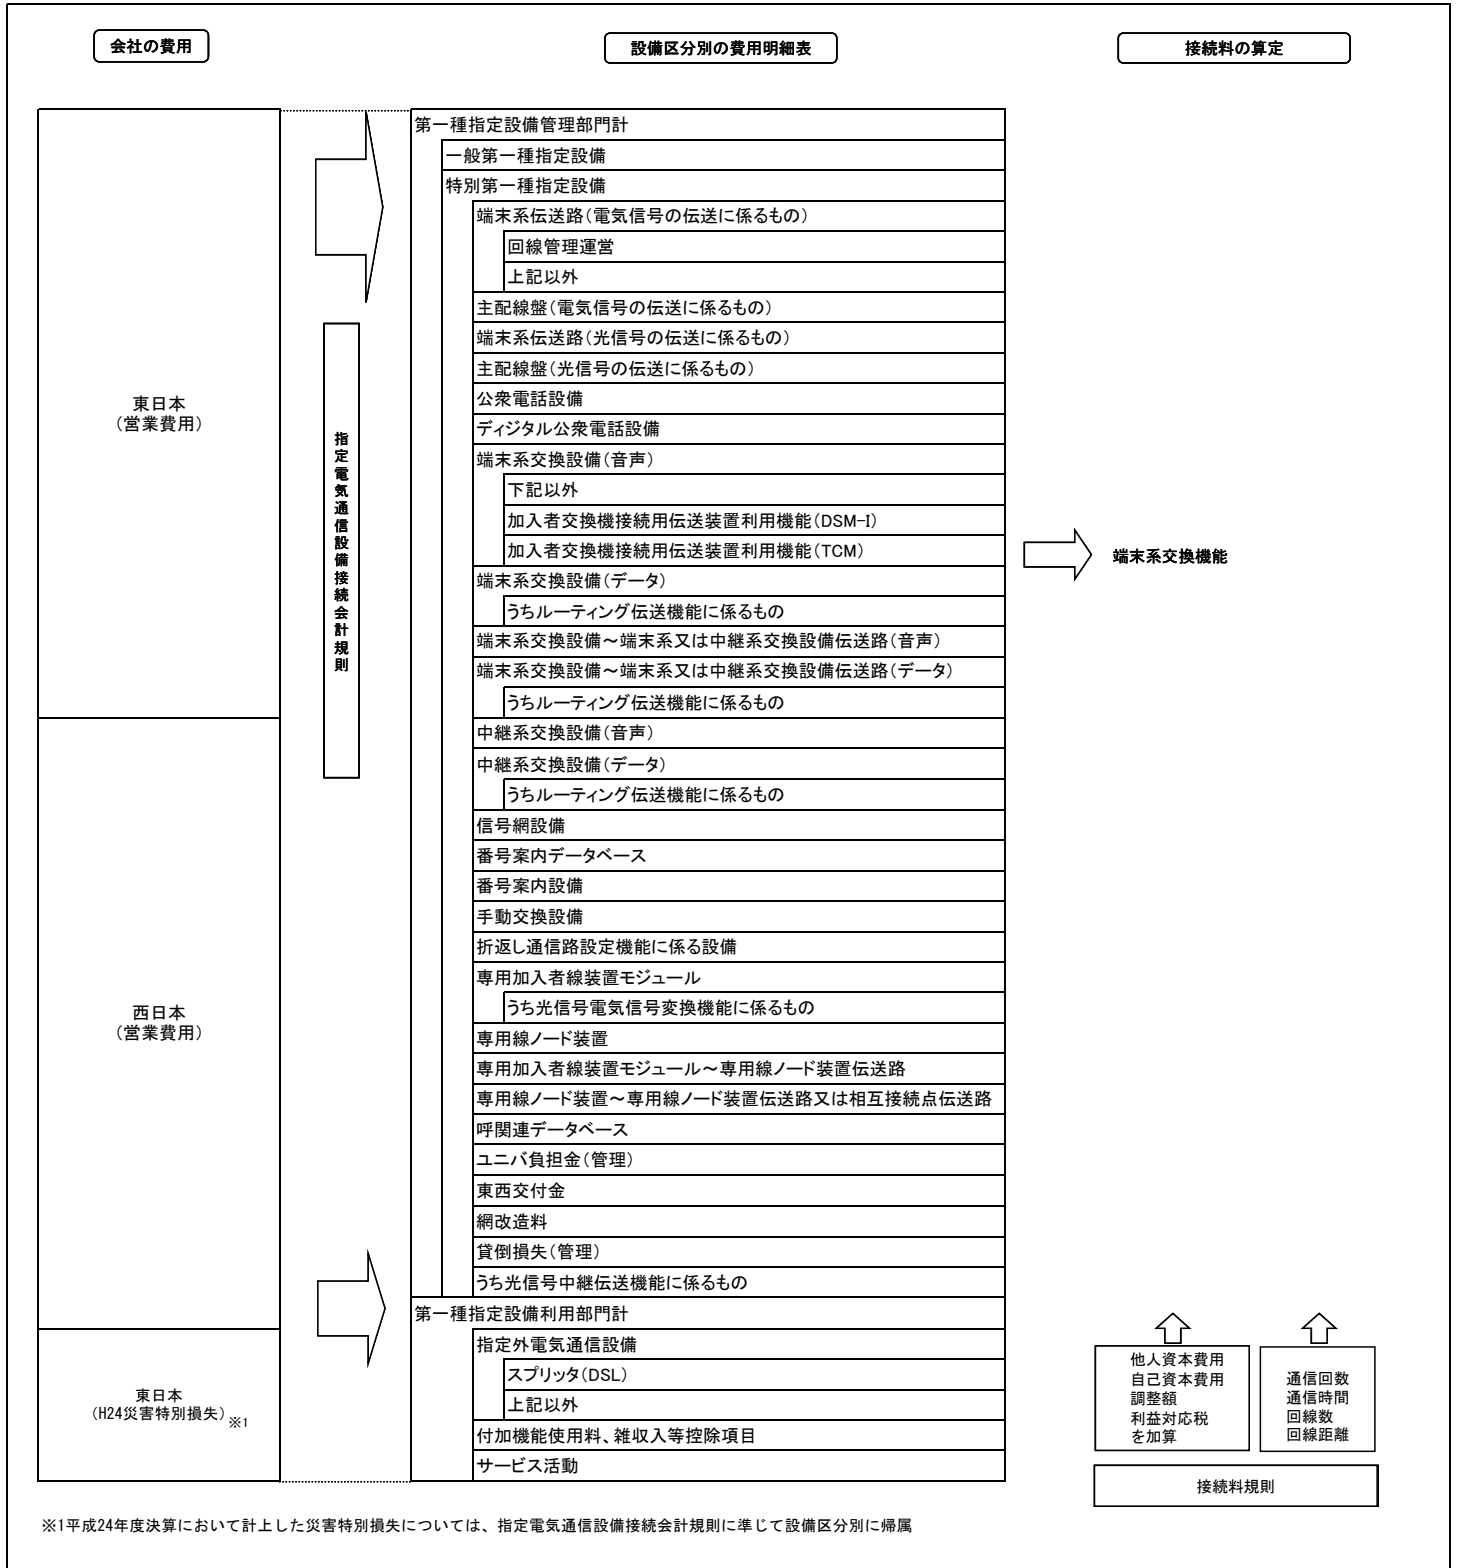 会社の費用
設備区分別の費用明細表
接続料の算定
東日本
(営業費用)
西日本
(営業費用)
東日本
(H24災害特別損失)※1
指定電気通信設備接続会計規則
第一種指定設備管理部門計
一般第一種指定設備
特別第一種指定設備
端末系伝送路(電気信号の伝送に係るもの)
回線管理運営
上記以外
主配線盤(電気信号の伝送に係るもの)
端末系伝送路(光信号の伝送に係るもの)
主配線盤(光信号の伝送に係るもの)
公衆電話設備
ディジタル公衆電話設備
端末系交換設備(音声)
下記以外
加入者交換機接続用伝送装置利用機能(DSM-I)
加入者交換機接続用伝送装置利用機能(TCM)
端末系交換設備(データ)
うちルーティング伝送機能に係るもの
端末系交換設備～端末系又は中継系交換設備伝送路(音声)
端末系交換設備～端末系又は中継系交換設備伝送路(データ)
うちルーティング伝送機能に係るもの
中継系交換設備(音声)
中継系交換設備(データ)
うちルーティング伝送機能に係るもの
信号網設備
番号案内データベース
番号案内設備
手動交換設備
折返し通信路設定機能に係る設備
専用加入者線装置モジュール
うち光信号電気信号変換機能に係るもの
専用線ノード装置
専用加入者線装置モジュール～専用線ノード装置伝送路
専用線ノード装置～専用線ノード装置伝送路又は相互接続点伝送路
呼関連データベース
ユニバ負担金(管理)
東西交付金
網改造料
貸倒損失(管理)
うち光信号中継伝送機能に係るもの
第一種指定設備利用部門計
指定外電気通信設備
スプリッタ(DSL)
上記以外
付加機能使用料、雑収入等控除項目
サービス活動
端末系交換機能
他人資本費用
自己資本費用
調整額
利益対応税
を加算
通信回数
通信時間
回線数
回線距離
接続料規則
※1平成24年度決算において計上した災害特別損失については、指定電気通信設備接続会計規則に準じて設備区分別に帰属